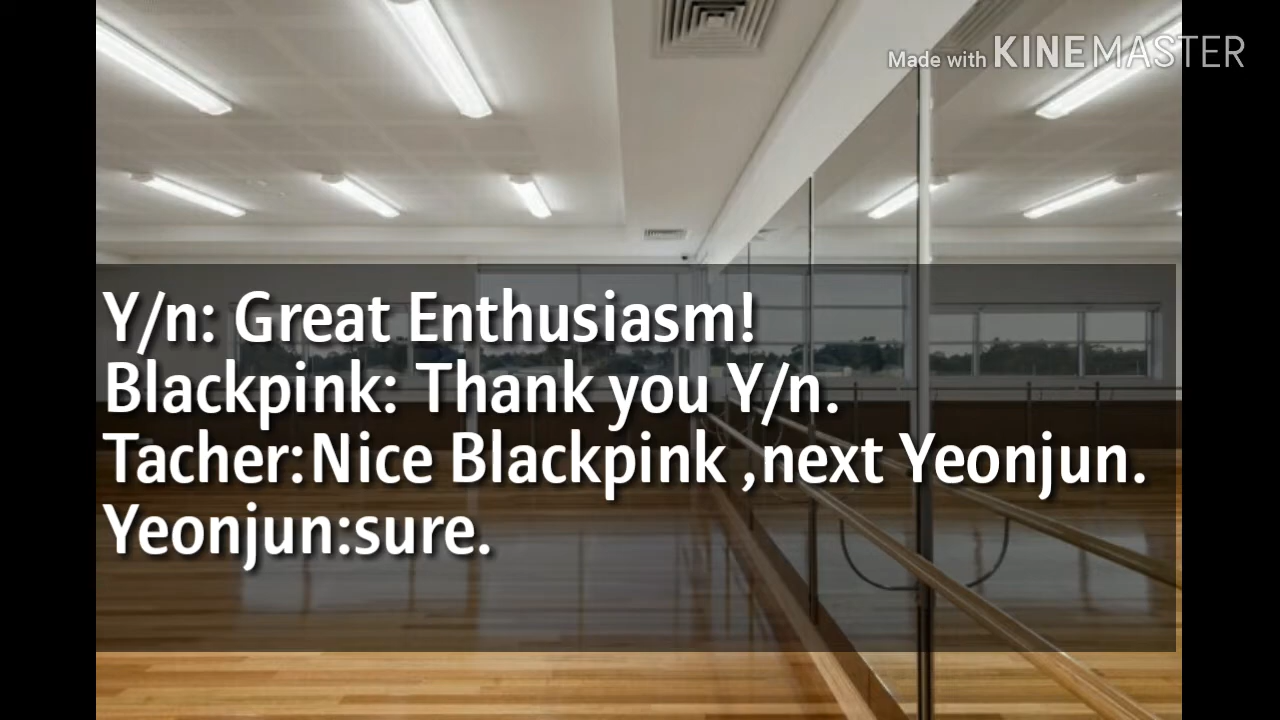 Made with KINEMASTER
Y/n: Great Enthusiasm!
Blackpink: Thank you Y/n.
Tacher:Nice Blackpink ,next Yeonjun.
Yeonjun:sure.